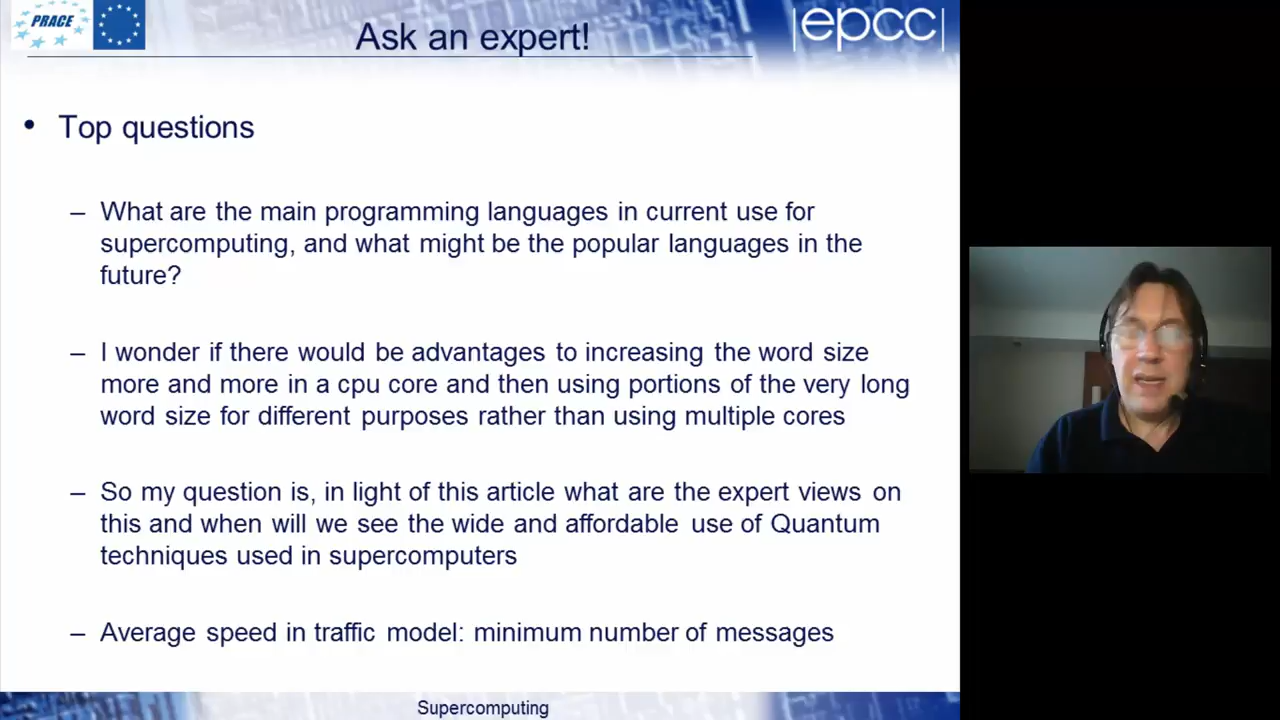 PRACE
Ask an expert!
|epcc|
• Top questions
– What are the main programming languages in current use for
supercomputing, and what might be the popular languages in the
future?
– I wonder if there would be advantages to increasing the word size
more and more in a cpu core and then using portions of the very long
word size for different purposes rather than using multiple cores
– So my question is, in light of this article what are the expert views on
this and when will we see the wide and affordable use of Quantum
techniques used in supercomputers
– Average speed in traffic model: minimum number of messages
Supercomputing